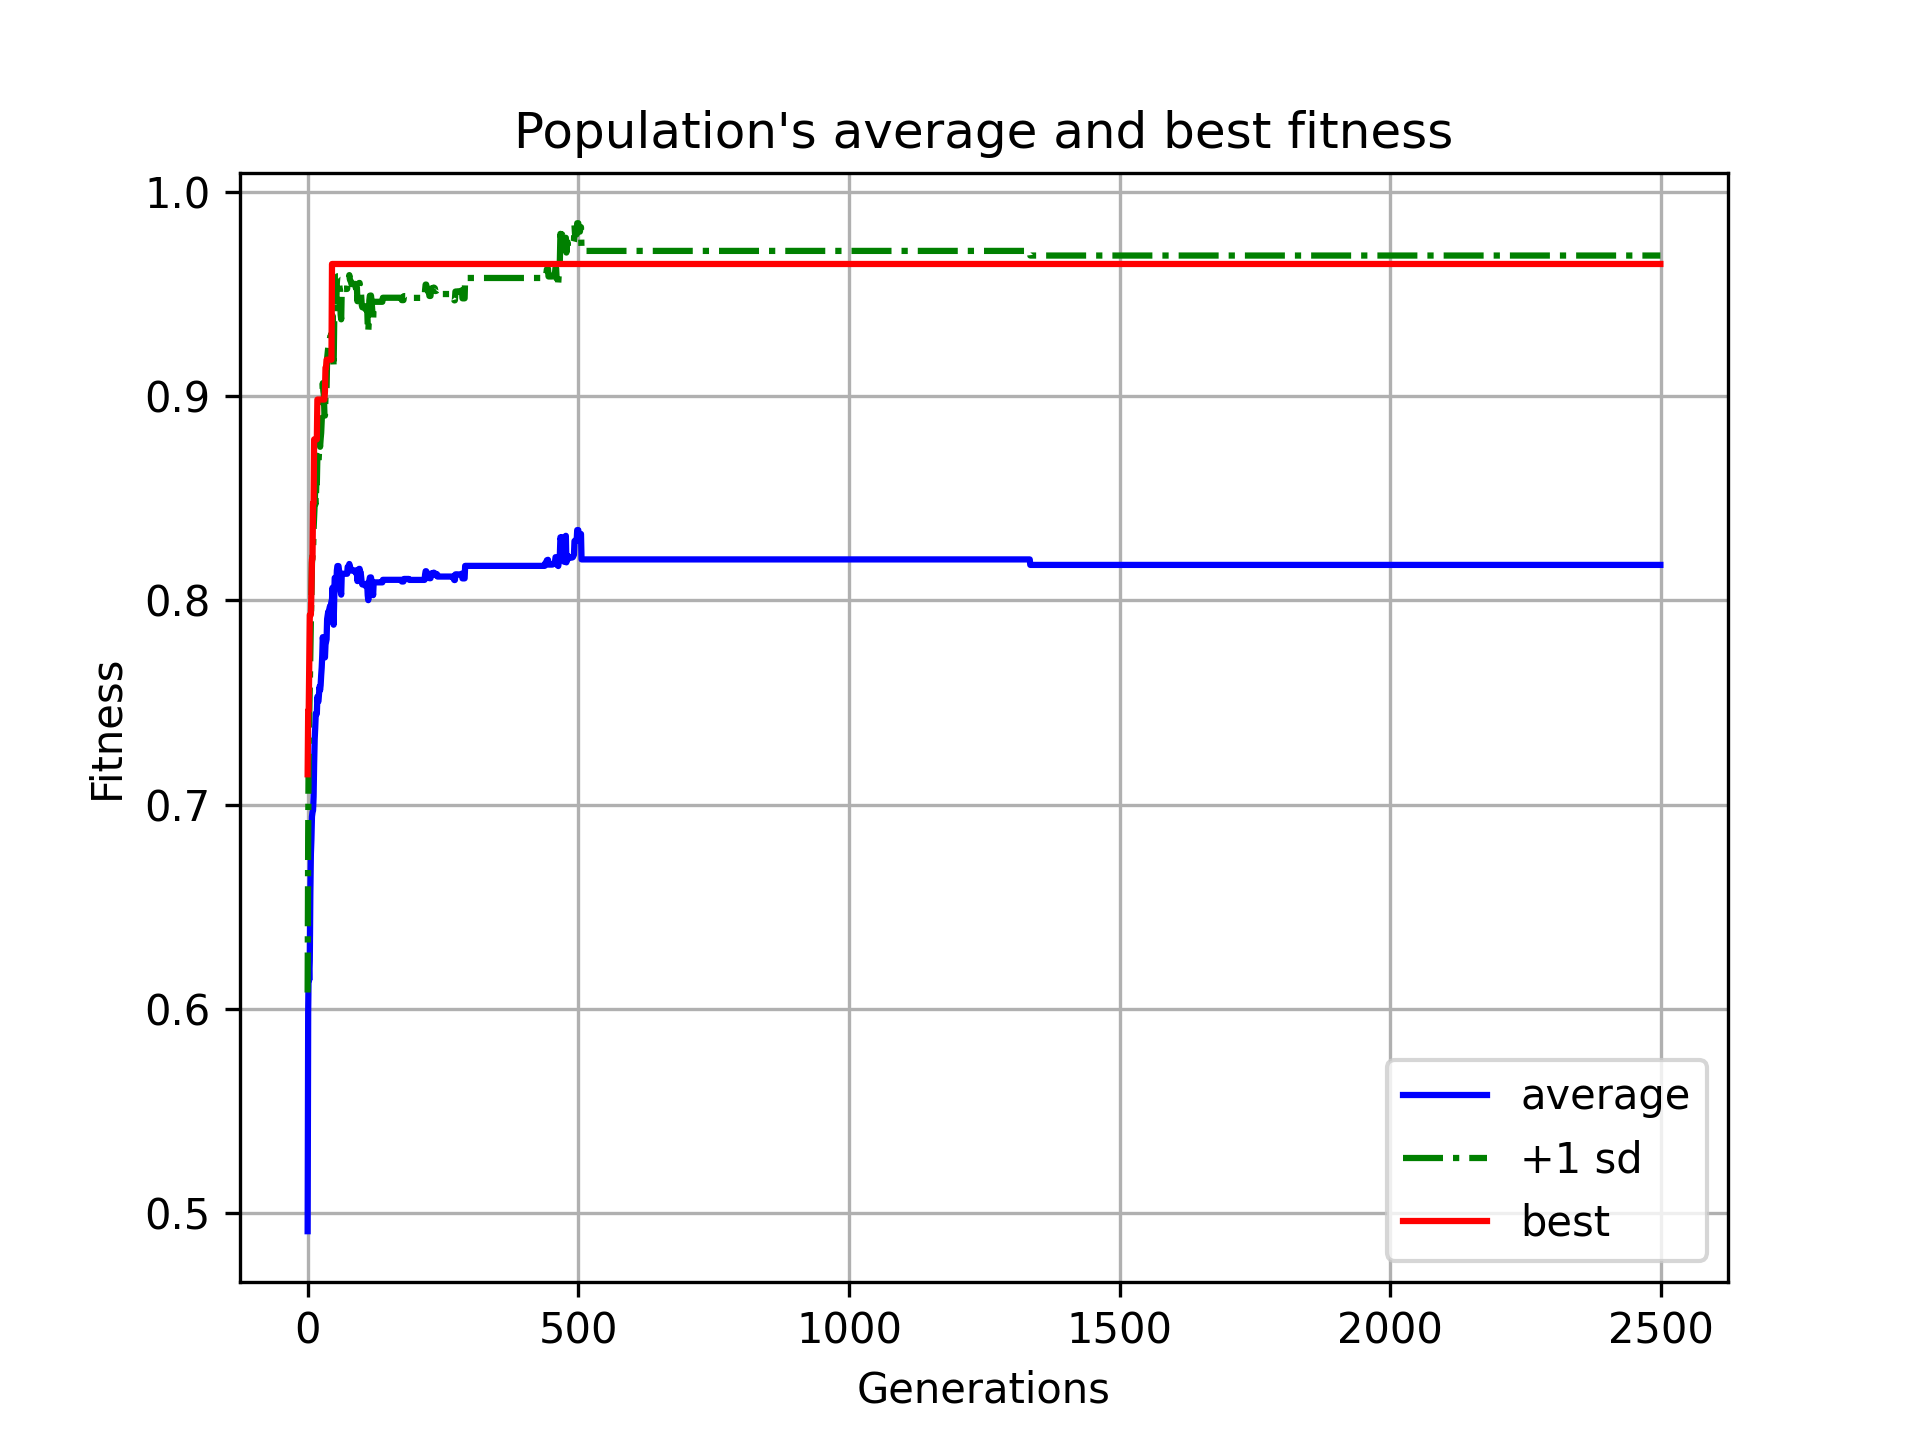 Population's average and best fitness
1.0
0.9
0.8
0.7
0.6
0.5
Fitness
0 500 1000 1500 2000 2500
Generations
average
+1 sd
best